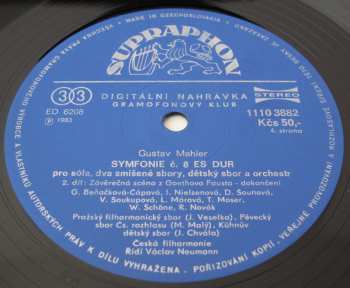 MADE IN CZECHOSLOVAKIA
SUPRAPHON
33 DIGITÁLNÍ NAHRÁVKA STEREO
GRAMOFONOVÝ KLUB
ED 6208
1110 3882
℗ 1983
Kčs 50,-
4. strana
Gustav Mahler
SYMFONIE č. 8 ES DUR
pro sóla, dva smíšené sbory, dětský sbor a orchestr
2. díl: Závěrečná scéna z Goethova Fausta - dokončení
G. Beňačková-Čápová, I. Nielsenová, D. Šounová,
V. Soukupová, L. Márová, T. Moser,
W. Schöne, R. Novák
Pražský filharmonický sbor (J. Veselka), Pěvecký
sbor Čs. rozhlasu (M. Malý), Kühnův
dětský sbor (J. Chvála)
Česká filharmonie
Řídí Václav Neumann
VÝROBCE A VLASTNÍKŮ AUTORSKÝCH PRÁV K DÍLU VYHRAZENA. POŘIZOVÁNÍ KOPIÍ, VEŘEJNÉ PROVOZOVÁNÍ